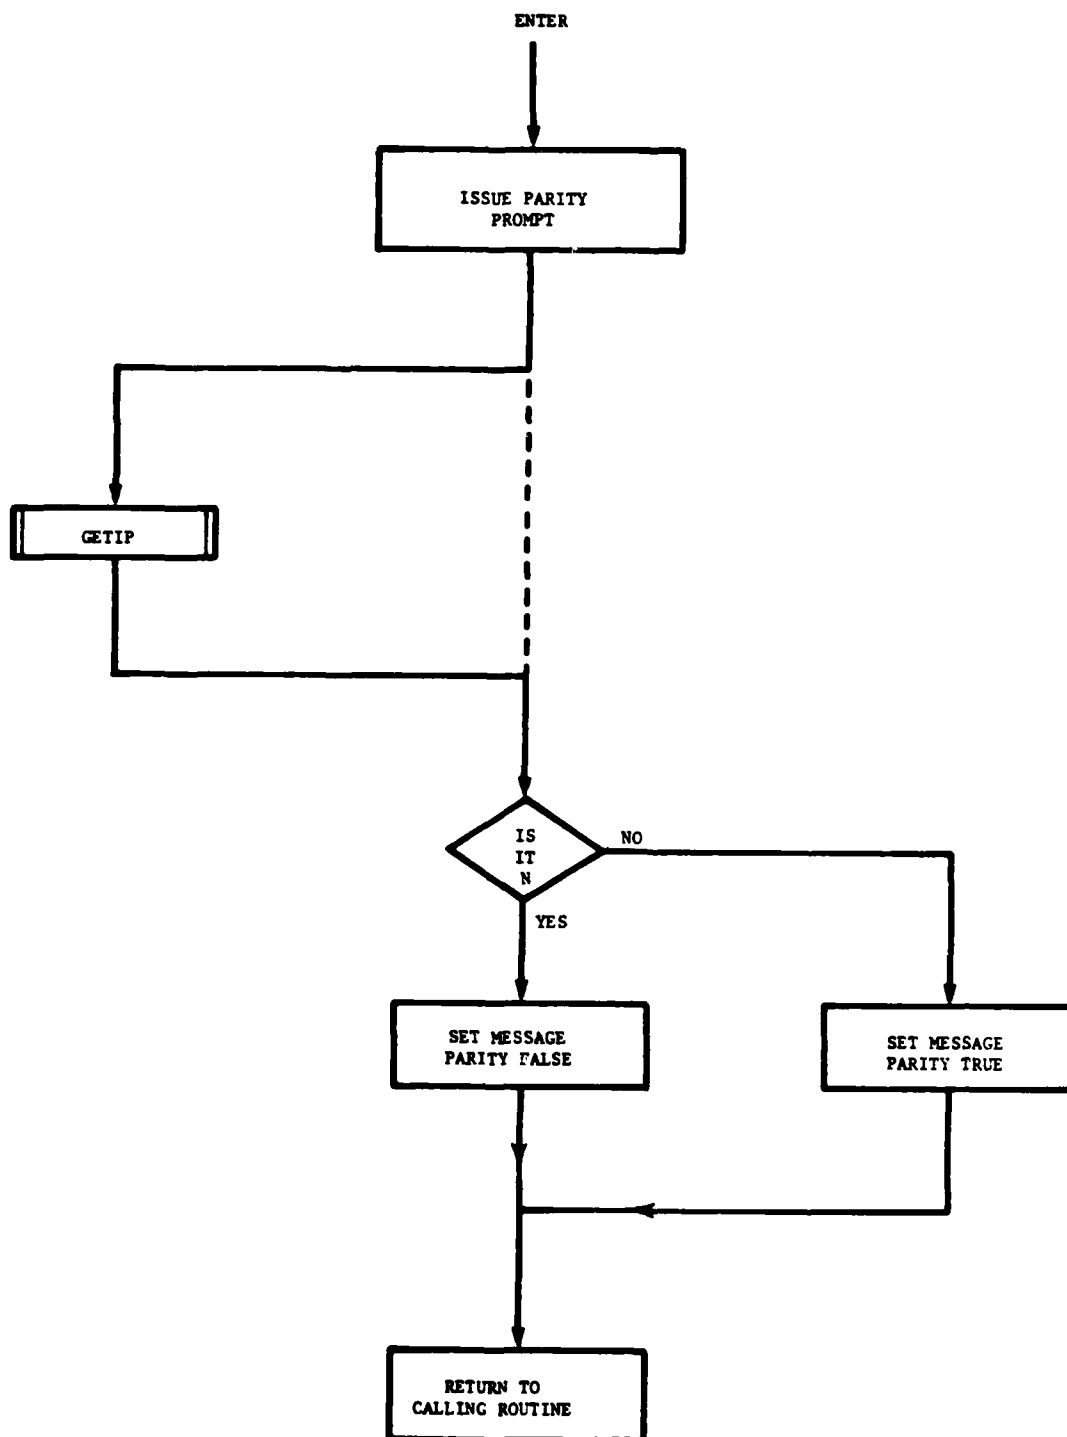 ENTER
ISSUE PARITY
PROMPT
GETIP
IS
IT
N
NO
YES
SET MESSAGE
PARITY FALSE
SET MESSAGE
PARITY TRUE
RETURN TO
CALLING ROUTINE